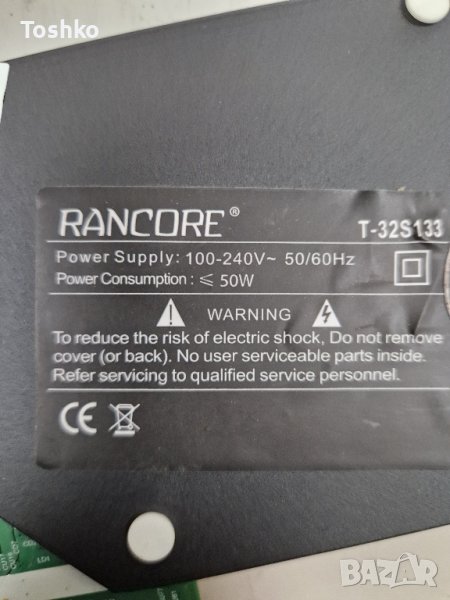 Toshko
RANCORE®
T-32S133
Power Supply: 100-240V~ 50/60Hz
Power Consumption : ≤ 50W
WARNING
To reduce the risk of electric shock, Do not remove
cover (or back). No user serviceable parts inside.
Refer servicing to qualified service personnel.
CE
BAZAR